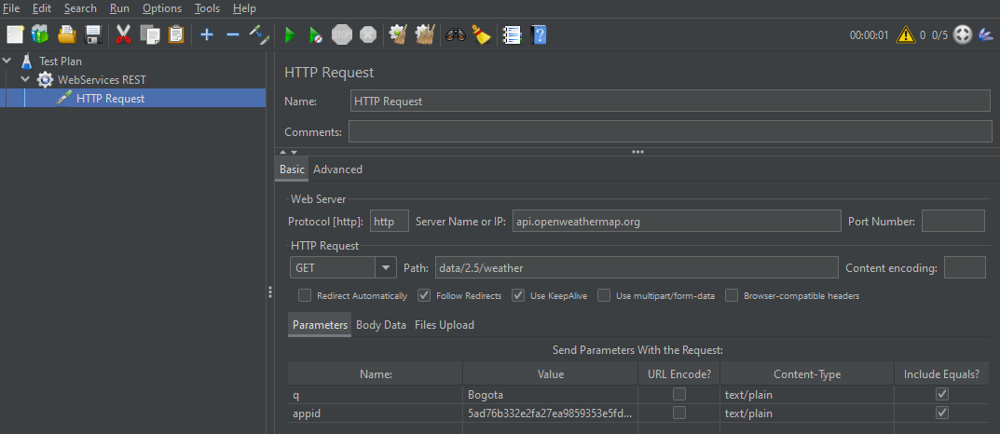 File Edit Search Run Options Tools Help
STOP 00:00:01 0 0/5
Test Plan
WebServices REST
HTTP Request
HTTP Request
Name: HTTP Request
Comments:
Basic Advanced
Web Server
Protocol [http]: http Server Name or IP: api.openweathermap.org Port Number:
HTTP Request
GET Path: data/2.5/weather Content encoding:
Redirect Automatically Follow Redirects Use KeepAlive Use multipart/form-data Browser-compatible headers
Parameters Body Data Files Upload
Send Parameters With the Request:
Name: Value URL Encode? Content-Type Include Equals?
q Bogota text/plain
appid 5ad76b332e2fa27ea9859353e5fd... text/plain